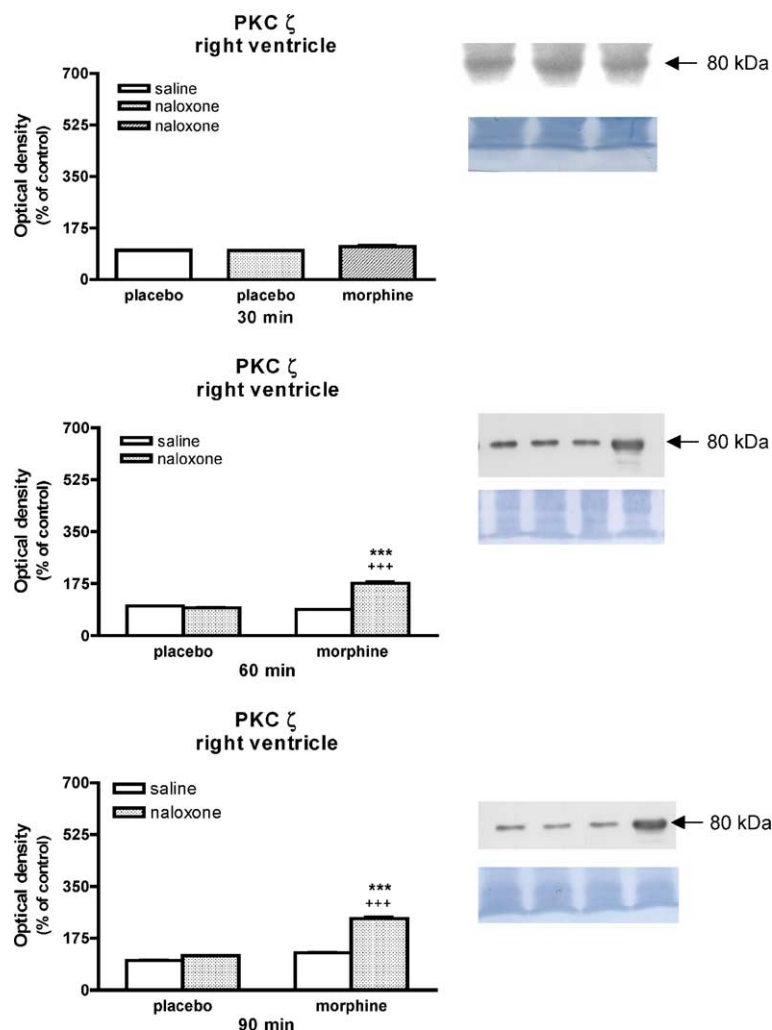 PKC ζ
right ventricle
700
525
350
175
0
Optical density
(% of control)
saline
naloxone
naloxone
placebo
placebo
morphine
30 min
80 kDa
PKC ζ
right ventricle
700
525
350
175
0
Optical density
(% of control)
saline
naloxone
***
+++
placebo
morphine
60 min
80 kDa
PKC ζ
right ventricle
700
525
350
175
0
Optical density
(% of control)
saline
naloxone
***
+++
placebo
morphine
90 min
80 kDa